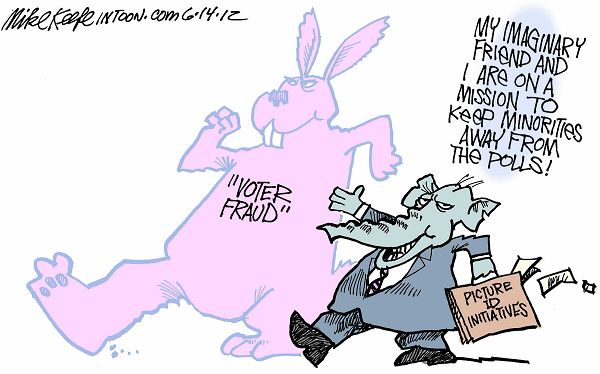 Mike Keefe INTOON.COM 6·14·12
MY IMAGINARY
FRIEND AND
I ARE ON A
MISSION TO
KEEP MINORITIES
AWAY FROM
THE POLLS!
"VOTER
FRAUD"
PICTURE
ID
INITIATIVES